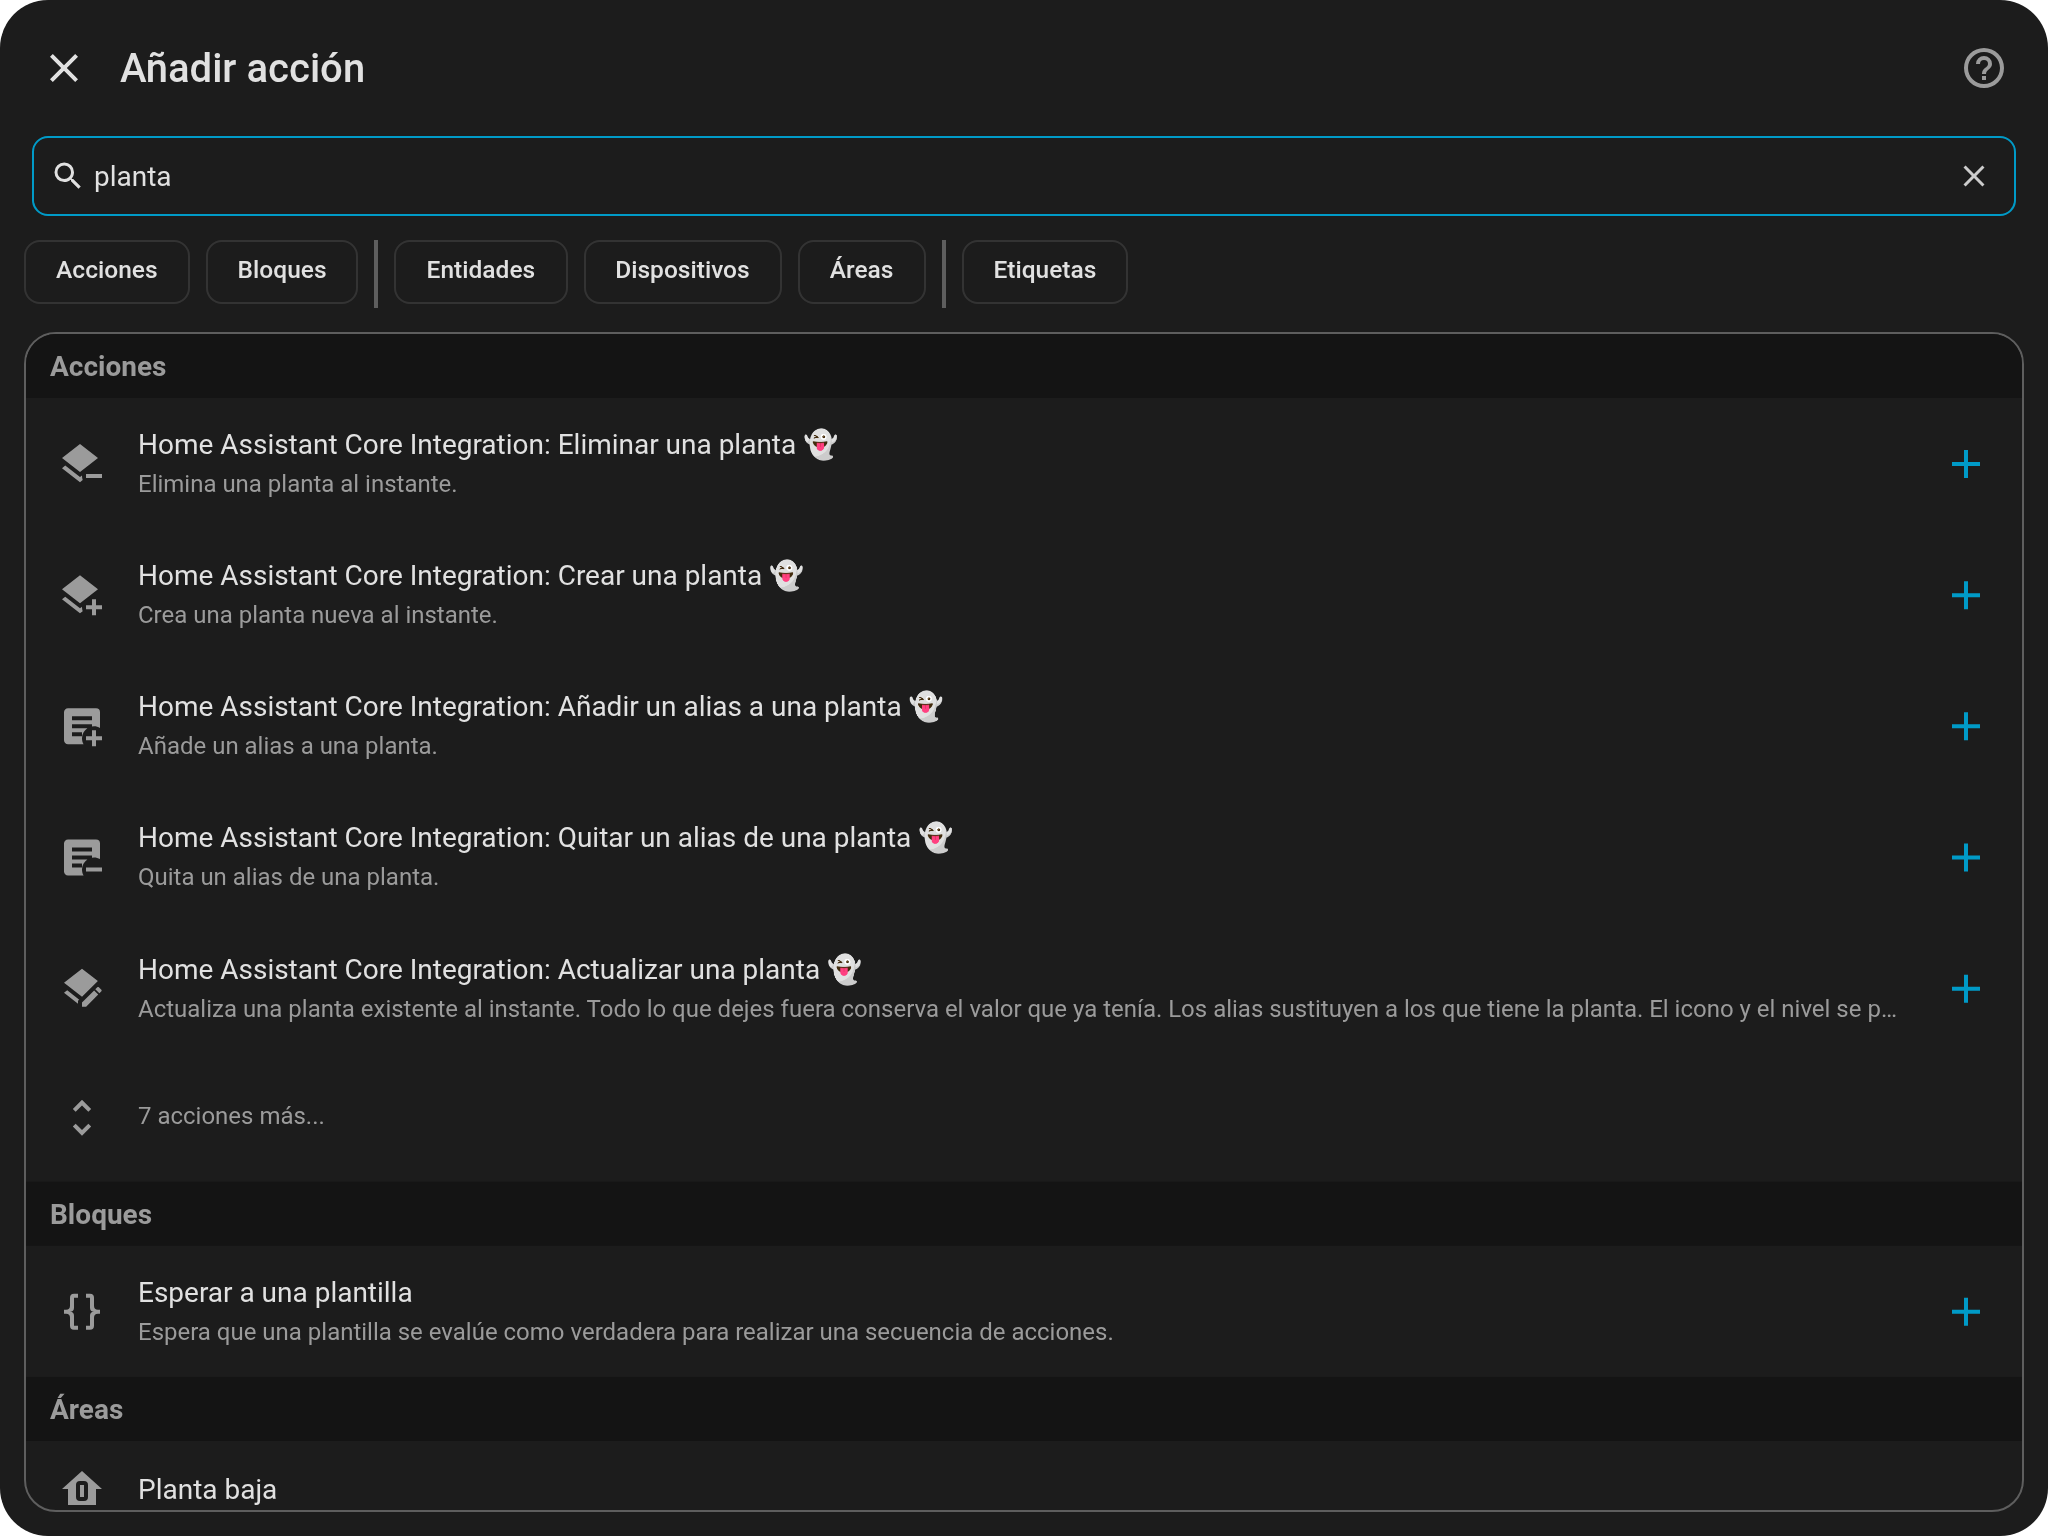 Añadir acción
planta
Acciones
Bloques
Entidades
Dispositivos
Áreas
Etiquetas
Acciones
Home Assistant Core Integration: Eliminar una planta 👻
Elimina una planta al instante.
Home Assistant Core Integration: Crear una planta 👻
Crea una planta nueva al instante.
Home Assistant Core Integration: Añadir un alias a una planta 👻
Añade un alias a una planta.
Home Assistant Core Integration: Quitar un alias de una planta 👻
Quita un alias de una planta.
Home Assistant Core Integration: Actualizar una planta 👻
Actualiza una planta existente al instante. Todo lo que dejes fuera conserva el valor que ya tenía. Los alias sustituyen a los que tiene la planta. El icono y el nivel se p…
7 acciones más...
Bloques
Esperar a una plantilla
Espera que una plantilla se evalúe como verdadera para realizar una secuencia de acciones.
Áreas
Planta baja